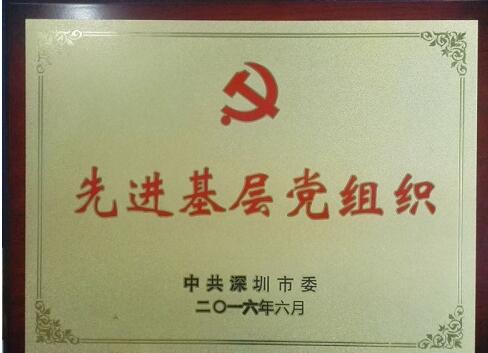 先进基层党组织
中共深圳市委
二〇一六年六月